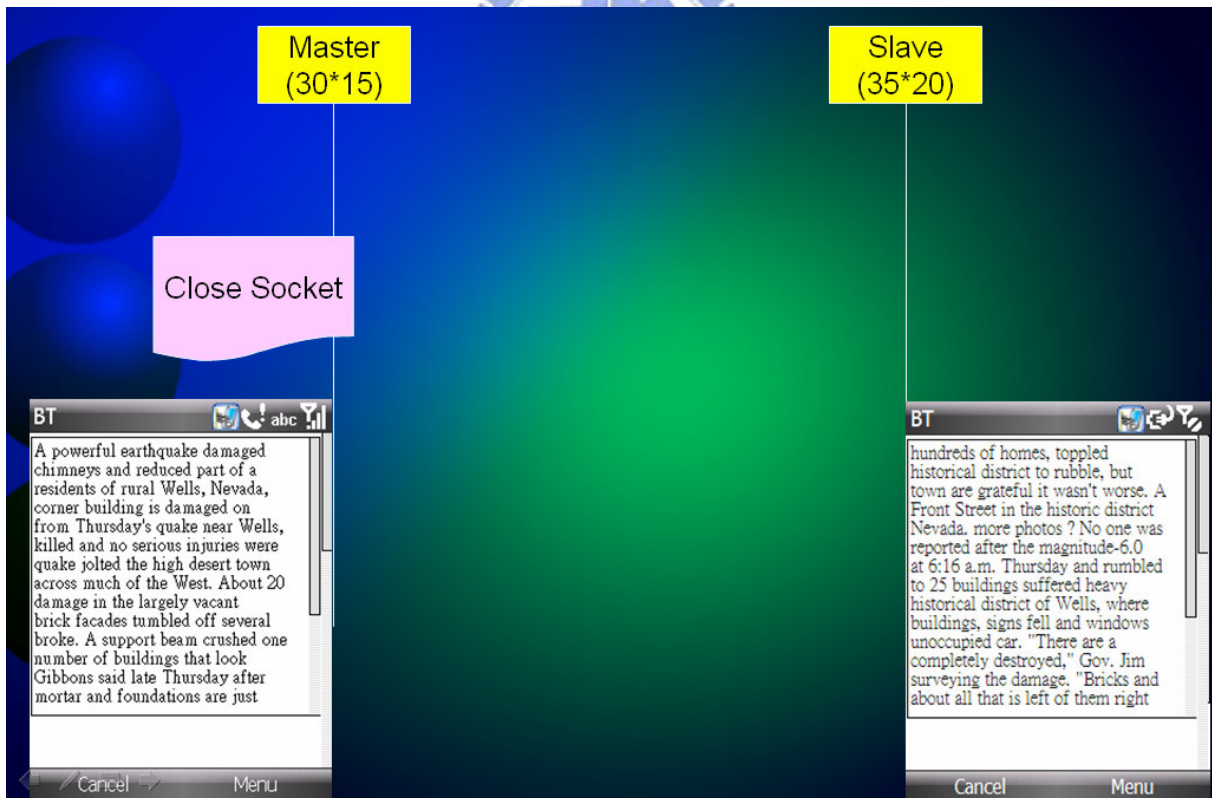 Master
(30*15)
Slave
(35*20)
Close Socket
BT
abc
A powerful earthquake damaged
chimneys and reduced part of a
residents of rural Wells, Nevada,
corner building is damaged on
from Thursday's quake near Wells,
killed and no serious injuries were
quake jolted the high desert town
across much of the West. About 20
damage in the largely vacant
brick facades tumbled off several
broke. A support beam crushed one
number of buildings that look
Gibbons said late Thursday after
mortar and foundations are just
Cancel
Menu
BT
hundreds of homes, toppled
historical district to rubble, but
town are grateful it wasn't worse. A
Front Street in the historic district
Nevada. more photos ? No one was
reported after the magnitude-6.0
at 6:16 a.m. Thursday and rumbled
to 25 buildings suffered heavy
historical district of Wells, where
buildings, signs fell and windows
unoccupied car. "There are a
completely destroyed," Gov. Jim
surveying the damage. "Bricks and
about all that is left of them right
Cancel
Menu